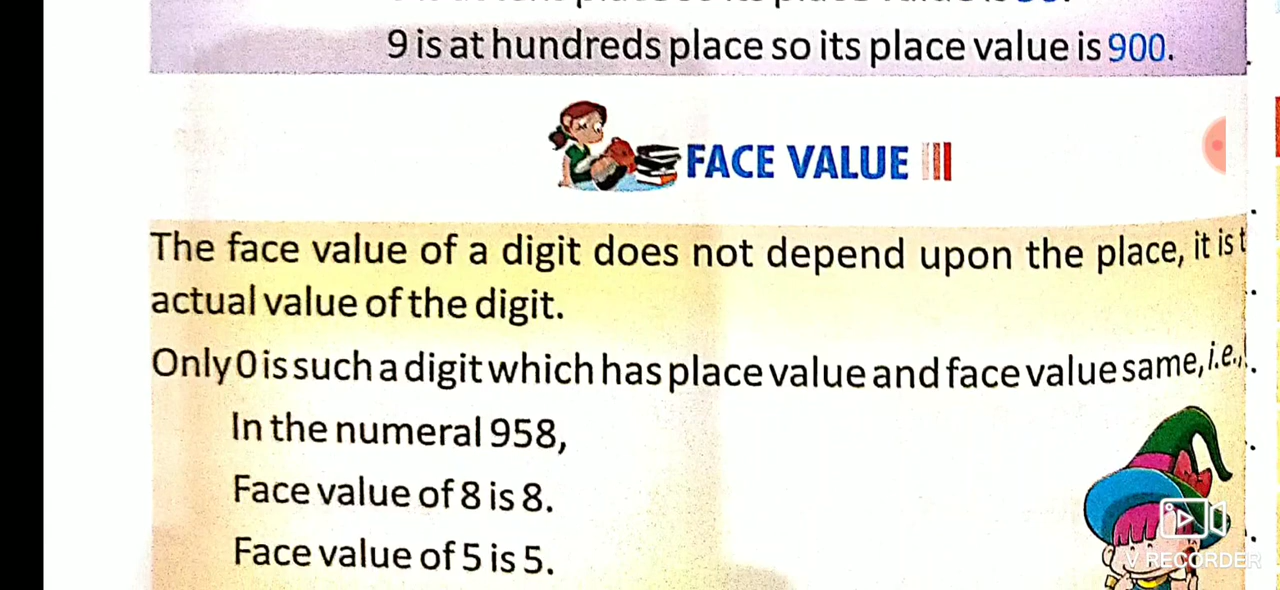 9 is at hundreds place so its place value is 900.
FACE VALUE
The face value of a digit does not depend upon the place, it is
actual value of the digit.
Only 0 is such a digit which has place value and face value same, i.e.,
In the numeral 958,
Face value of 8 is 8.
Face value of 5 is 5.
V RECORDER